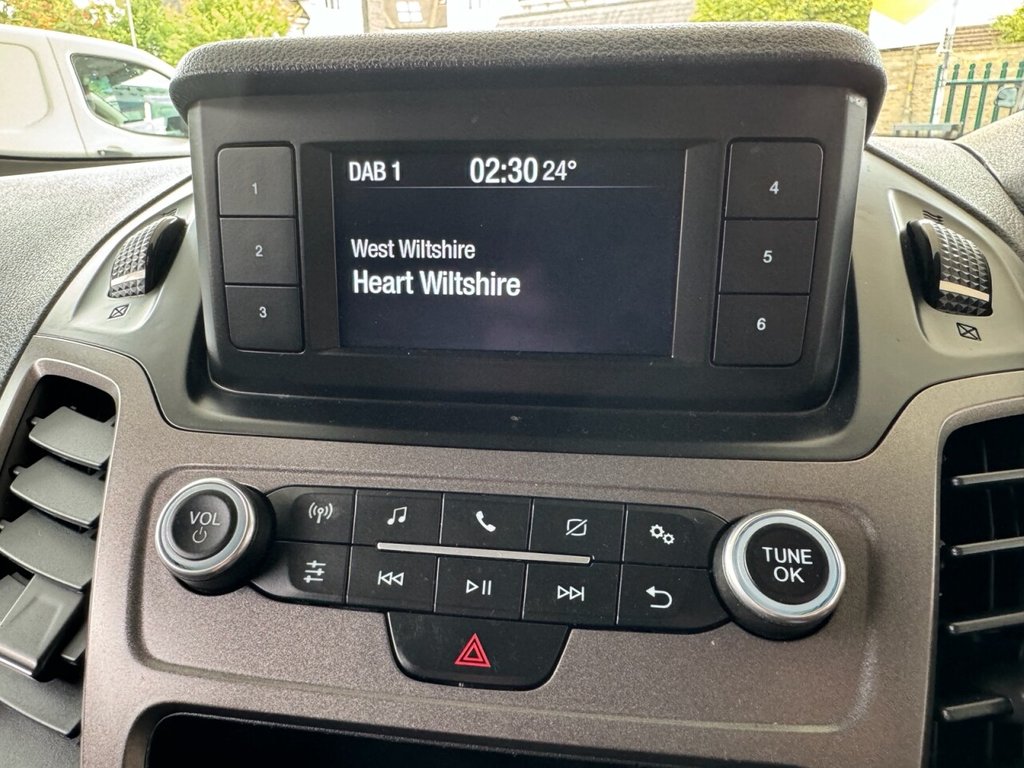 DAB 1 02:30 24°
West Wiltshire
Heart Wiltshire
1
2
3
4
5
6
VOL
TUNE
OK